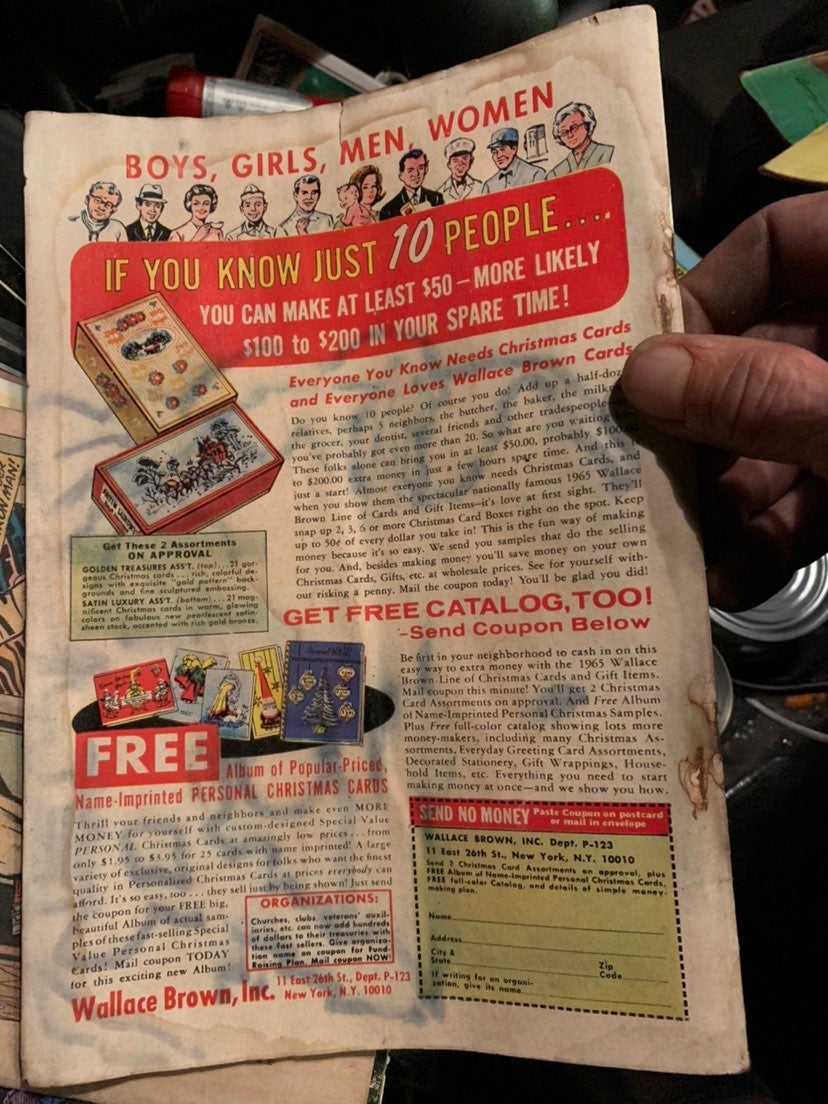 BOYS, GIRLS, MEN, WOMEN
IF YOU KNOW JUST 10 PEOPLE....
YOU CAN MAKE AT LEAST $50 – MORE LIKELY
$100 to $200 IN YOUR SPARE TIME!
Everyone You Know Needs Christmas Cards
and Everyone Loves Wallace Brown Cards
Do you know 10 people? Of course you do! Add up a half-doz
relatives, perhaps 5 neighbors, the butcher, the baker, the milk
the grocer, your dentist, several friends and other tradespeople
you've probably got even more than 20. So what are you waiting
These folks alone can bring you in at least $50.00, probably $100
to $200.00 extra money in just a few hours spare time. And this
just a start! Almost everyone you know needs Christmas Cards, and
when you show them the spectacular nationally famous 1965 Wallace
Brown Line of Cards and Gift Items—it's love at first sight. They'll
snap up 2, 3, 6 or more Christmas Card Boxes right on the spot. Keep
up to 50¢ of every dollar you take in! This is the fun way of making
money because it's so easy. We send you samples that do the selling
for you. And, besides making money you'll save money on your own
Christmas Cards, Gifts, etc. at wholesale prices. See for yourself with-
out risking a penny. Mail the coupon today! You'll be glad you did!
Get These 2 Assortments
ON APPROVAL
GOLDEN TREASURES ASS'T. (top)...21 gor-
geous Christmas cards...rich, colorful de-
signs with exquisite "gold pattern" back-
grounds and fine sculptured embossing.
SATIN LUXURY ASS'T. (bottom)...21 mag-
nificent Christmas cards in warm, glowing
colors on fabulous new pearlescent satin-
sheen stock, accented with rich gold bronze.
GET FREE CATALOG, TOO!
–Send Coupon Below
Be first in your neighborhood to cash in on this
easy way to extra money with the 1965 Wallace
Brown Line of Christmas Cards and Gift Items.
Mail coupon this minute! You'll get 2 Christmas
Card Assortments on approval. And Free Album
of Name-Imprinted Personal Christmas Samples.
Plus Free full-color catalog showing lots more
money-makers, including many Christmas As-
sortments, Everyday Greeting Card Assortments,
Decorated Stationery, Gift Wrappings, House-
hold Items, etc. Everything you need to start
making money at once—and we show you how.
FREE Album of Popular-Priced,
Name-Imprinted PERSONAL CHRISTMAS CARDS
Thrill your friends and neighbors and make even MORE
MONEY for yourself with custom-designed Special Value
PERSONAL Christmas Cards at amazingly low prices...from
only $1.95 to $3.95 for 25 cards with name imprinted! A large
variety of exclusive, original designs for folks who want the finest
quality in Personalized Christmas Cards at prices everybody can
afford. It's so easy, too...they sell just by being shown! Just send
the coupon for your FREE big,
beautiful Album of actual sam-
ples of these fast-selling Special
Value Personal Christmas
Cards! Mail coupon TODAY
for this exciting new Album!
ORGANIZATIONS:
Churches, clubs veterans' auxil-
iaries, etc. can now add hundreds
of dollars to their treasuries with
these fast sellers. Give organiza-
tion name on coupon for Fund-
Raising Plan. Mail coupon NOW!
Wallace Brown, Inc. 11 East 26th St., Dept. P-123
New York, N.Y. 10010
SEND NO MONEY Paste Coupon on postcard
or mail in envelope
WALLACE BROWN, INC. Dept. P-123
11 East 26th St., New York, N.Y. 10010
Send 2 Christmas Card Assortments on approval, plus
FREE Album of Name-Imprinted Personal Christmas Cards,
FREE full-color Catalog, and details of simple money-
making plan.
Name
Address
City &
State
Zip
Code
If writing for an organi-
zation, give its name